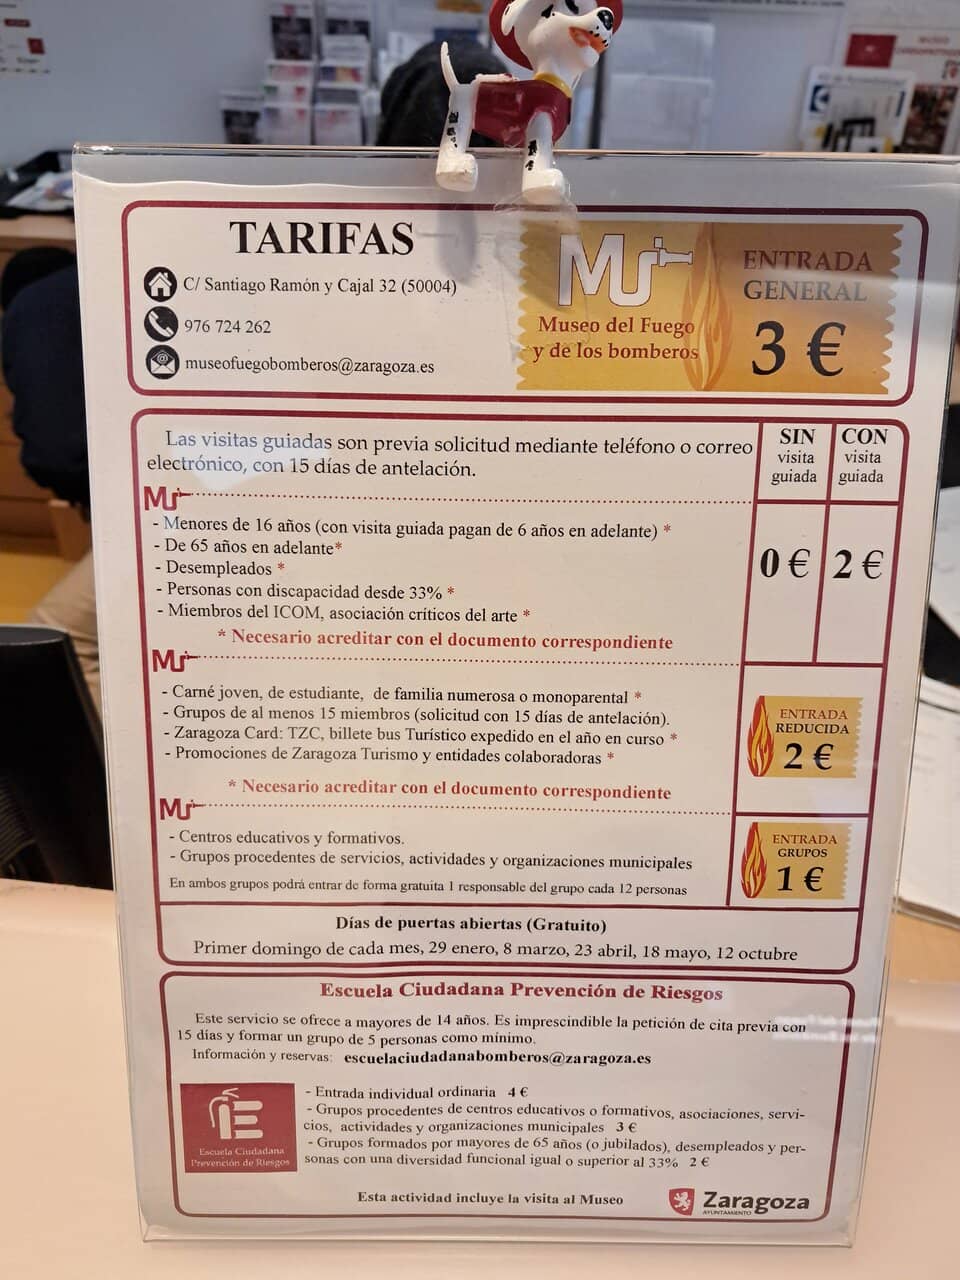 TARIFAS
C/ Santiago Ramón y Cajal 32 (50004)
976 724 262
museofuegobomberos@zaragoza.es
Museo del Fuego
y de los bomberos
ENTRADA
GENERAL
3 €
Las visitas guiadas son previa solicitud mediante teléfono o correo
electrónico, con 15 días de antelación.
SIN
visita
guiada
CON
visita
guiada
- Menores de 16 años (con visita guiada pagan de 6 años en adelante) *
- De 65 años en adelante*
- Desempleados *
- Personas con discapacidad desde 33% *
- Miembros del ICOM, asociación críticos del arte *
* Necesario acreditar con el documento correspondiente
0 €
2 €
- Carné joven, de estudiante, de familia numerosa o monoparental *
- Grupos de al menos 15 miembros (solicitud con 15 días de antelación).
- Zaragoza Card: TZC, billete bus Turístico expedido en el año en curso *
- Promociones de Zaragoza Turismo y entidades colaboradoras *
* Necesario acreditar con el documento correspondiente
ENTRADA
REDUCIDA
2 €
- Centros educativos y formativos.
- Grupos procedentes de servicios, actividades y organizaciones municipales
En ambos grupos podrá entrar de forma gratuita 1 responsable del grupo cada 12 personas
ENTRADA
GRUPOS
1 €
Días de puertas abiertas (Gratuito)
Primer domingo de cada mes, 29 enero, 8 marzo, 23 abril, 18 mayo, 12 octubre
Escuela Ciudadana Prevención de Riesgos
Este servicio se ofrece a mayores de 14 años. Es imprescindible la petición de cita previa con
15 días y formar un grupo de 5 personas como mínimo.
Información y reservas: escuelaciudadanabomberos@zaragoza.es
Escuela Ciudadana
Prevención de Riesgos
- Entrada individual ordinaria 4 €
- Grupos procedentes de centros educativos o formativos, asociaciones, servi-
cios, actividades y organizaciones municipales 3 €
- Grupos formados por mayores de 65 años (o jubilados), desempleados y per-
sonas con una diversidad funcional igual o superior al 33% 2 €
Esta actividad incluye la visita al Museo
Zaragoza
AYUNTAMIENTO